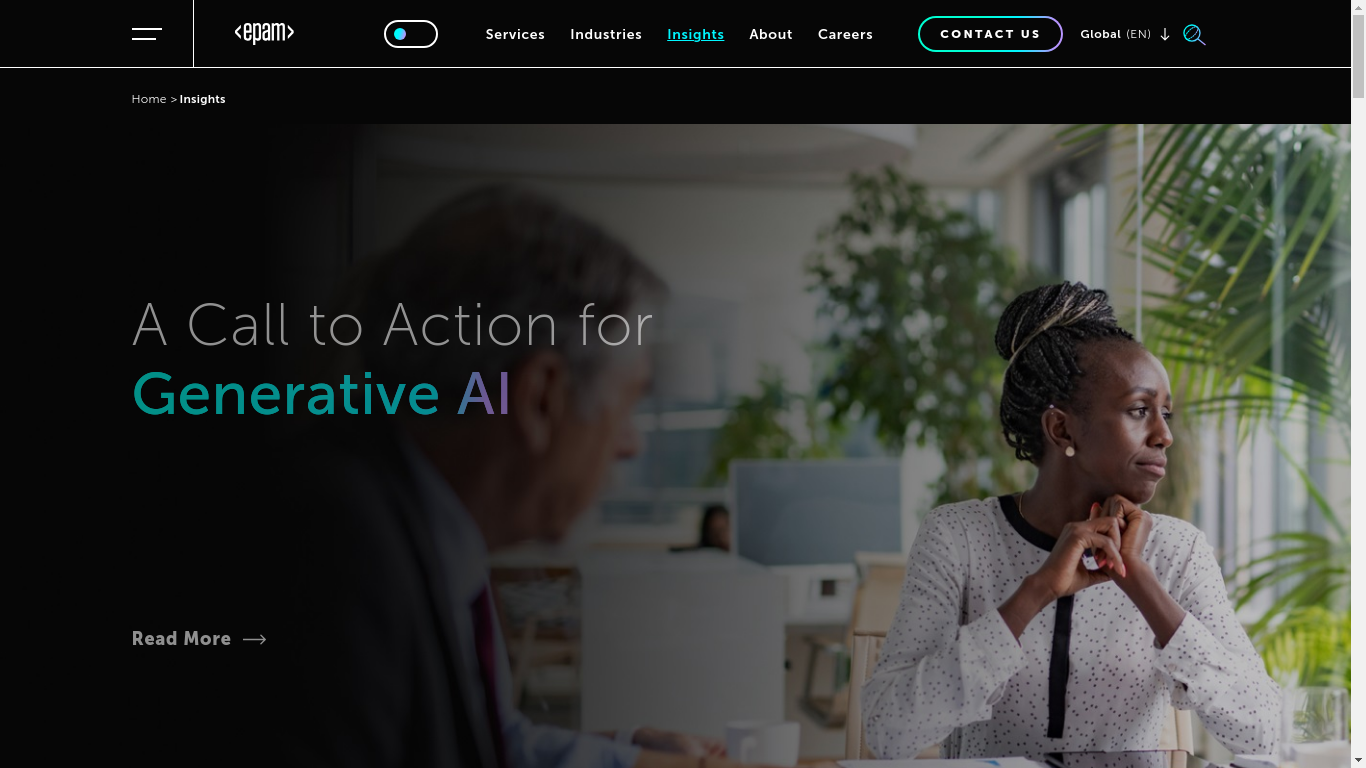 <epam>
Services
Industries
Insights
About
Careers
CONTACT US
Global (EN)
Home > Insights
A Call to Action for
Generative AI
Read More